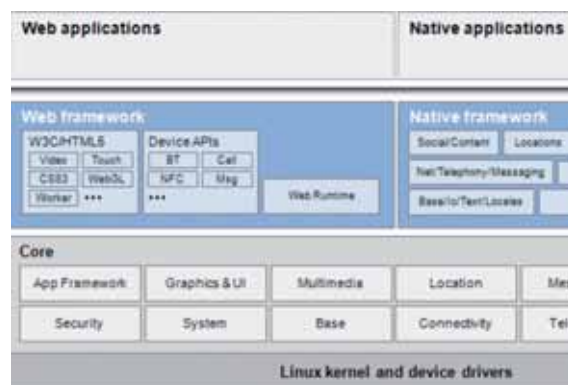 Web applications
Native applications
Web framework
Native framework
W3C/HTML5
Device APIs
Social/Content
Locations
Video
Touch
BT
Call
CSS3
WebGL
NFC
Msg
Net/Telephony/Messaging
Worker
•••
•••
Web Runtime
Base/Io/Text/Locales
Core
App Framework
Graphics & UI
Multimedia
Location
Me
Security
System
Base
Connectivity
Tel
Linux kernel and device drivers